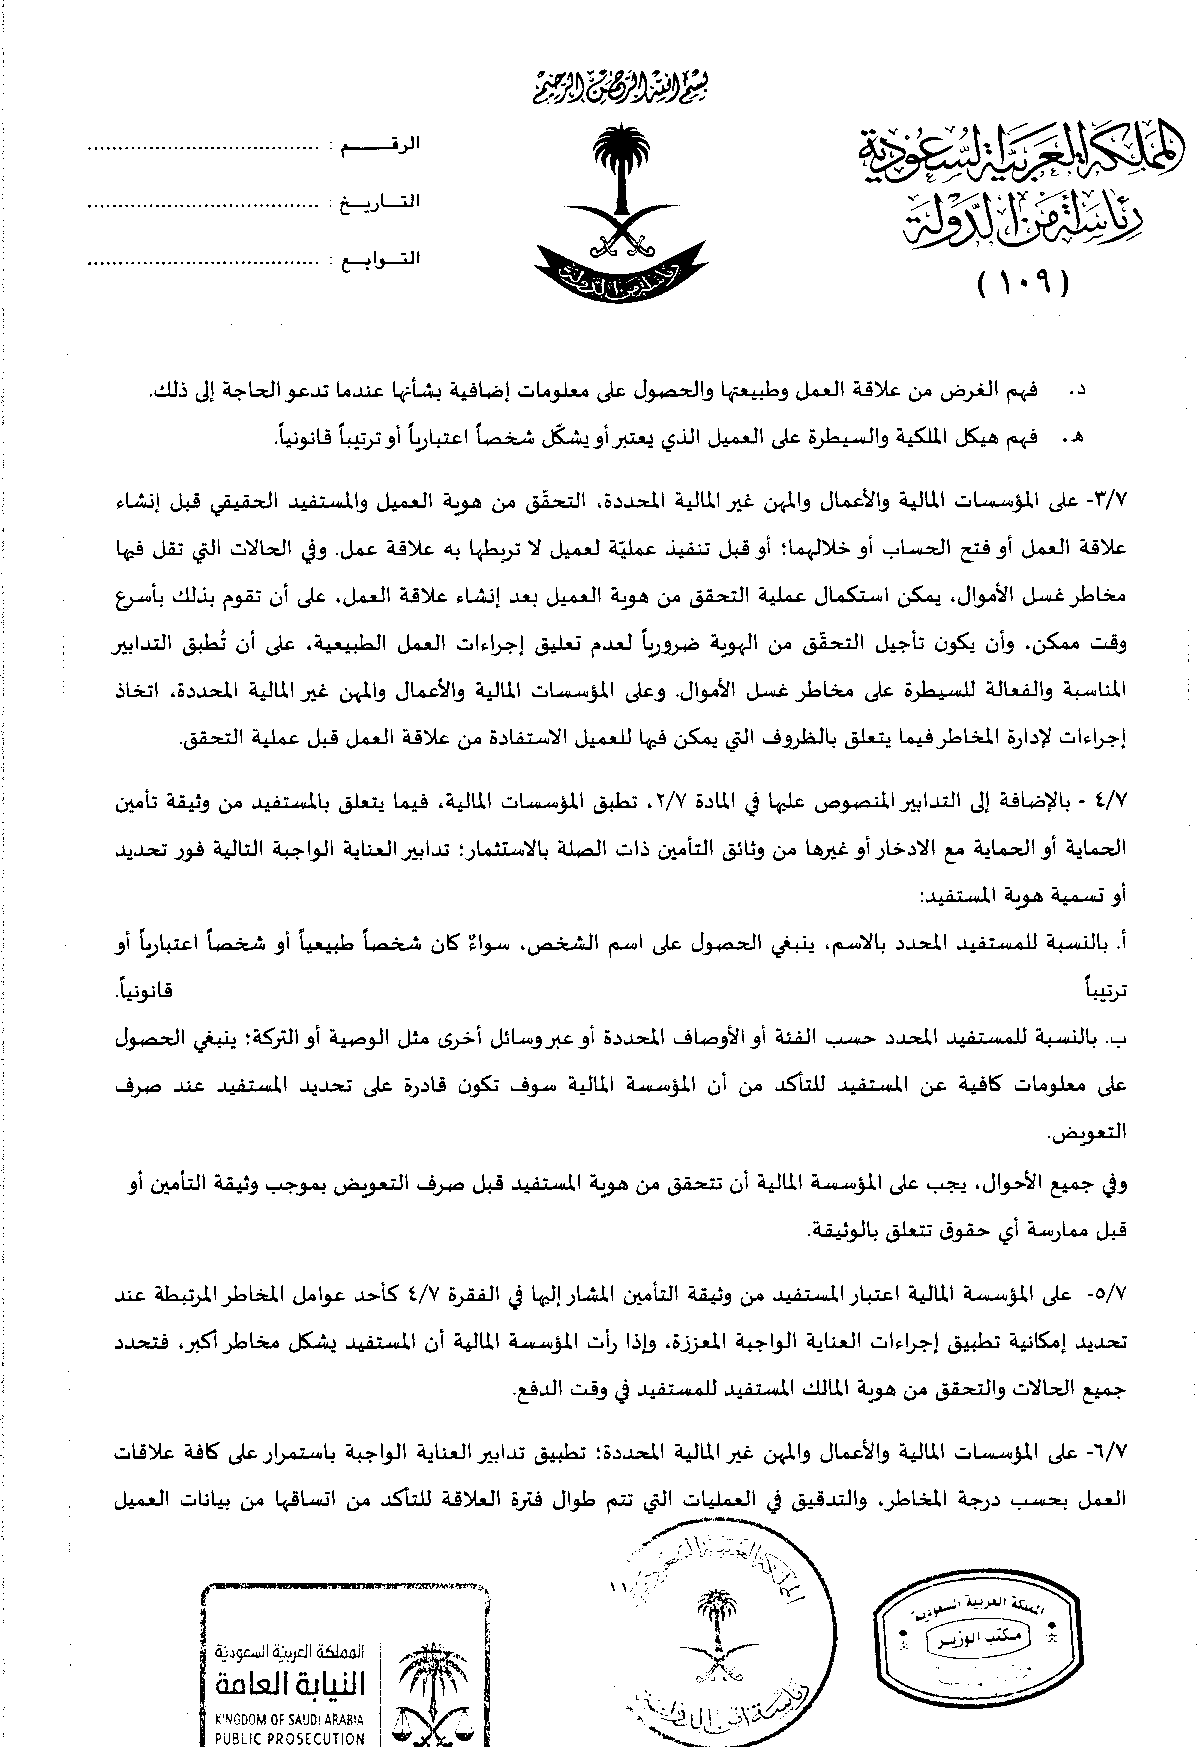 بسم الله الرحمن الرحيم
المملكة العربية السعودية
رئاسة أمن الدولة
(١٠٩)
الرقـــــم : ......................................
التـــاريـــخ : ......................................
التـــوابـــع : ......................................
رئاسة أمن الدولة
د. فهم الغرض من علاقة العمل وطبيعتها والحصول على معلومات إضافية بشأنها عندما تدعو الحاجة إلى ذلك.
هـ. فهم هيكل الملكية والسيطرة على العميل الذي يعتبر أو يشكّل شخصاً اعتبارياً أو ترتيباً قانونياً.
٣/٧- على المؤسسات المالية والأعمال والمهن غير المالية المحددة، التحقّق من هوية العميل والمستفيد الحقيقي قبل إنشاء
علاقة العمل أو فتح الحساب أو خلالهما؛ أو قبل تنفيذ عمليّة لعميل لا تربطها به علاقة عمل. وفي الحالات التي تقل فيها
مخاطر غسل الأموال، يمكن استكمال عملية التحقق من هوية العميل بعد إنشاء علاقة العمل، على أن تقوم بذلك بأسرع
وقت ممكن، وأن يكون تأجيل التحقّق من الهوية ضرورياً لعدم تعليق إجراءات العمل الطبيعية، على أن تُطبق التدابير
المناسبة والفعالة للسيطرة على مخاطر غسل الأموال. وعلى المؤسسات المالية والأعمال والمهن غير المالية المحددة، اتخاذ
إجراءات لإدارة المخاطر فيما يتعلق بالظروف التي يمكن فيها للعميل الاستفادة من علاقة العمل قبل عملية التحقق.
٤/٧ - بالإضافة إلى التدابير المنصوص عليها في المادة ٢/٧، تطبق المؤسسات المالية، فيما يتعلق بالمستفيد من وثيقة تأمين
الحماية أو الحماية مع الادخار أو غيرها من وثائق التأمين ذات الصلة بالاستثمار؛ تدابير العناية الواجبة التالية فور تحديد
أو تسمية هوية المستفيد:
أ. بالنسبة للمستفيد المحدد بالاسم، ينبغي الحصول على اسم الشخص، سواءً كان شخصاً طبيعياً أو شخصاً اعتبارياً أو
ترتيباً قانونياً.
ب. بالنسبة للمستفيد المحدد حسب الفئة أو الأوصاف المحددة أو عبر وسائل أخرى مثل الوصية أو التركة؛ ينبغي الحصول
على معلومات كافية عن المستفيد للتأكد من أن المؤسسة المالية سوف تكون قادرة على تحديد المستفيد عند صرف
التعويض.
وفي جميع الأحوال، يجب على المؤسسة المالية أن تتحقق من هوية المستفيد قبل صرف التعويض بموجب وثيقة التأمين أو
قبل ممارسة أي حقوق تتعلق بالوثيقة.
٥/٧- على المؤسسة المالية اعتبار المستفيد من وثيقة التأمين المشار إليها في الفقرة ٤/٧ كأحد عوامل المخاطر المرتبطة عند
تحديد إمكانية تطبيق إجراءات العناية الواجبة المعززة، وإذا رأت المؤسسة المالية أن المستفيد يشكل مخاطر أكبر، فتحدد
جميع الحالات والتحقق من هوية المالك المستفيد للمستفيد في وقت الدفع.
٦/٧- على المؤسسات المالية والأعمال والمهن غير المالية المحددة؛ تطبيق تدابير العناية الواجبة باستمرار على كافة علاقات
العمل بحسب درجة المخاطر، والتدقيق في العمليات التي تتم طوال فترة العلاقة للتأكد من اتساقها من بيانات العميل
المملكة العربية السعودية
مكتب الوزير
المملكة العربية السعودية
رئاسة أمن الدولة
١١
المملكة العربية السعودية
النيابة العامة
KINGDOM OF SAUDI ARABIA
PUBLIC PROSECUTION